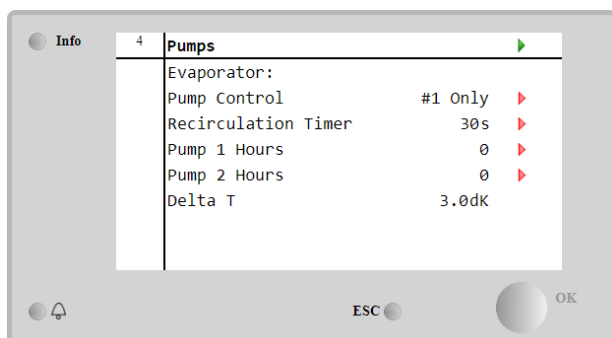 Info
4 Pumps
Evaporator:
Pump Control #1 Only
Recirculation Timer 30s
Pump 1 Hours 0
Pump 2 Hours 0
Delta T 3.0dK
ESC
OK